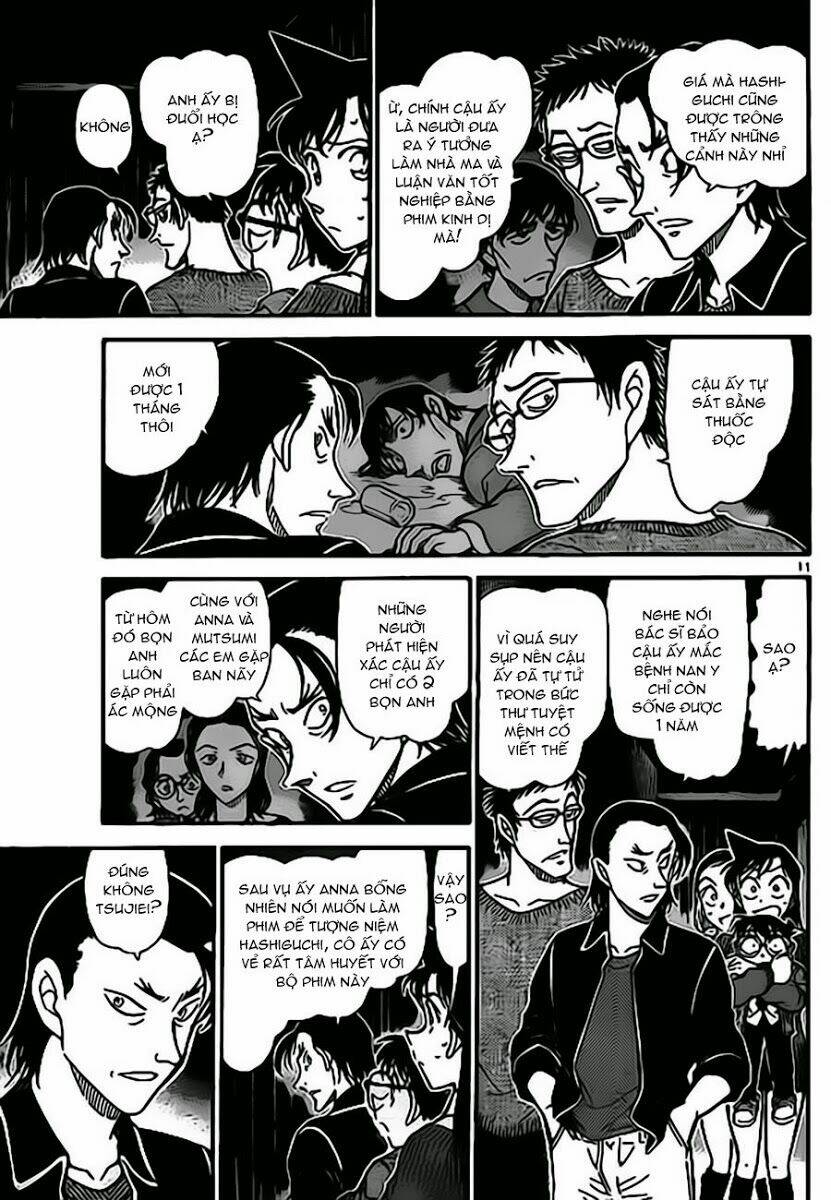 GIÁ MÀ HASHI-
GUCHI CŨNG
ĐƯỢC TRÔNG
THẤY NHỮNG
CẢNH NÀY NHỈ
Ừ, CHÍNH CẬU ẤY
LÀ NGƯỜI ĐƯA
RA Ý TƯỞNG
LÀM NHÀ MA VÀ
LUẬN VĂN TỐT
NGHIỆP BẰNG
PHIM KINH DỊ
MÀ!
ANH ẤY BỊ
ĐUỔI HỌC
Ạ?
KHÔNG
CẬU ẤY TỰ
SÁT BẰNG
THUỐC
ĐỘC
MỚI
ĐƯỢC 1
THÁNG
THÔI
11
SAO
Ạ?
NGHE NÓI
BÁC SĨ BẢO
CẬU ẤY MẮC
BỆNH NAN Y
CHỈ CÒN
SỐNG ĐƯỢC
1 NĂM
VÌ QUÁ SUY
SỤP NÊN CẬU
ẤY ĐÃ TỰ TỬ
TRONG BỨC
THƯ TUYỆT
MỆNH CÓ
VIẾT THẾ
NHỮNG
NGƯỜI
PHÁT HIỆN
XÁC CẬU ẤY
CHỈ CÓ 2
BỌN ANH
CÙNG VỚI
ANNA VÀ
MUTSUMI
CÁC EM GẶP
BAN NÃY
TỪ HÔM
ĐÓ BỌN
ANH
LUÔN
GẶP PHẢI
ÁC MỘNG
VẬY
SAO
?
SAU VỤ ẤY ANNA BỖNG
NHIÊN NÓI MUỐN LÀM
PHIM ĐỂ TƯỢNG NIỆM
HASHIGUCHI, CÔ ẤY CÓ
VẺ RẤT TÂM HUYẾT VỚI
BỘ PHIM NÀY
ĐÚNG
KHÔNG
TSUJIEI?